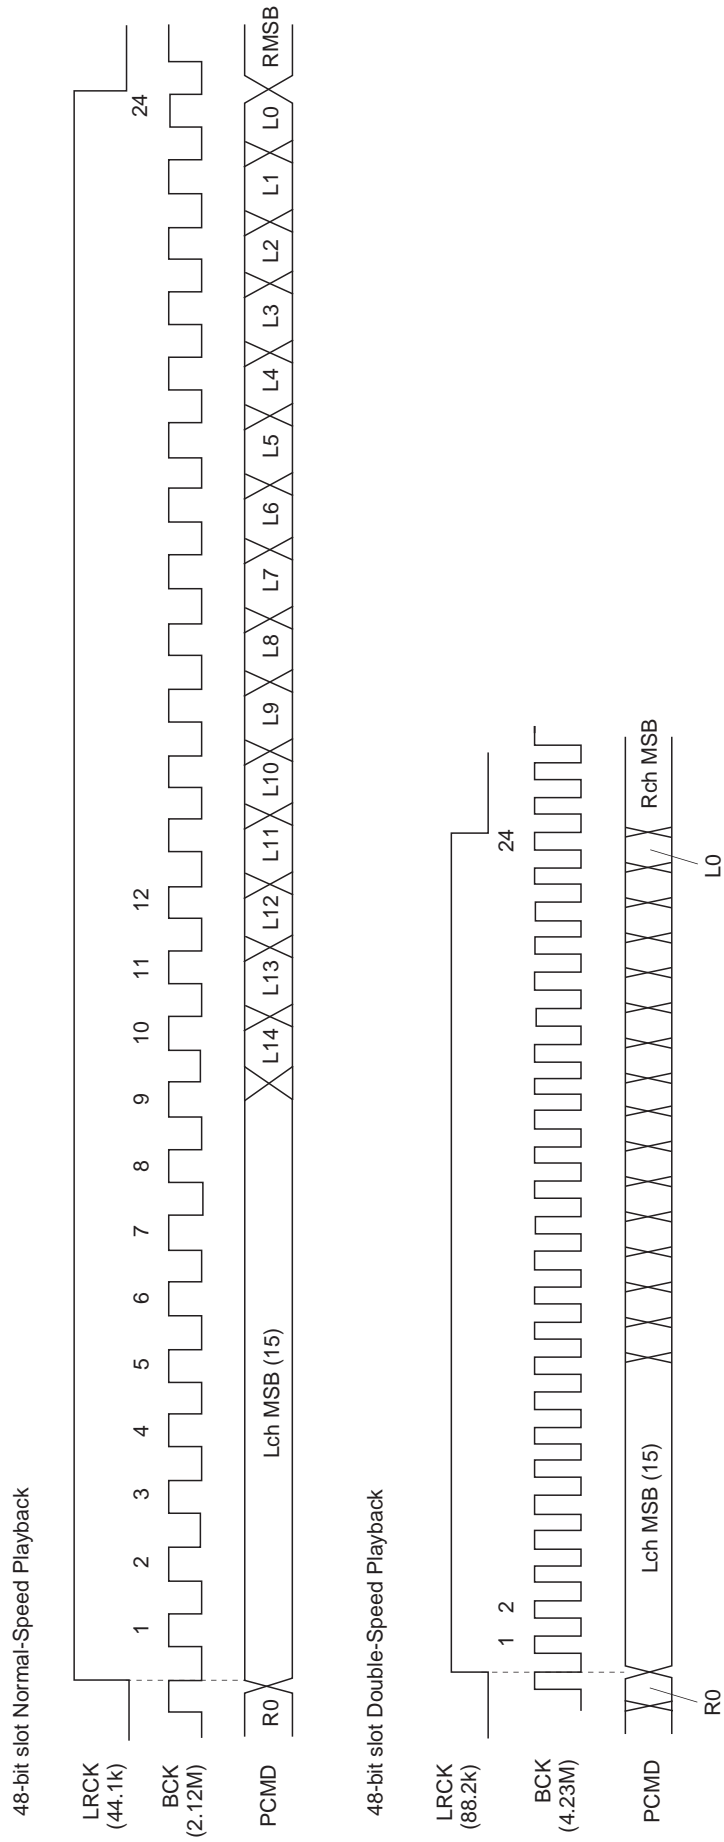 48-bit slot Normal-Speed Playback
LRCK
(44.1k)
1 2 3 4 5 6 7 8 9 10 11 12 24
BCK
(2.12M)
PCMD
R0 Lch MSB (15) L14 L13 L12 L11 L10 L9 L8 L7 L6 L5 L4 L3 L2 L1 L0 RMSB
48-bit slot Double-Speed Playback
LRCK
(88.2k)
1 2 24
BCK
(4.23M)
PCMD
Lch MSB (15) Rch MSB
R0 L0